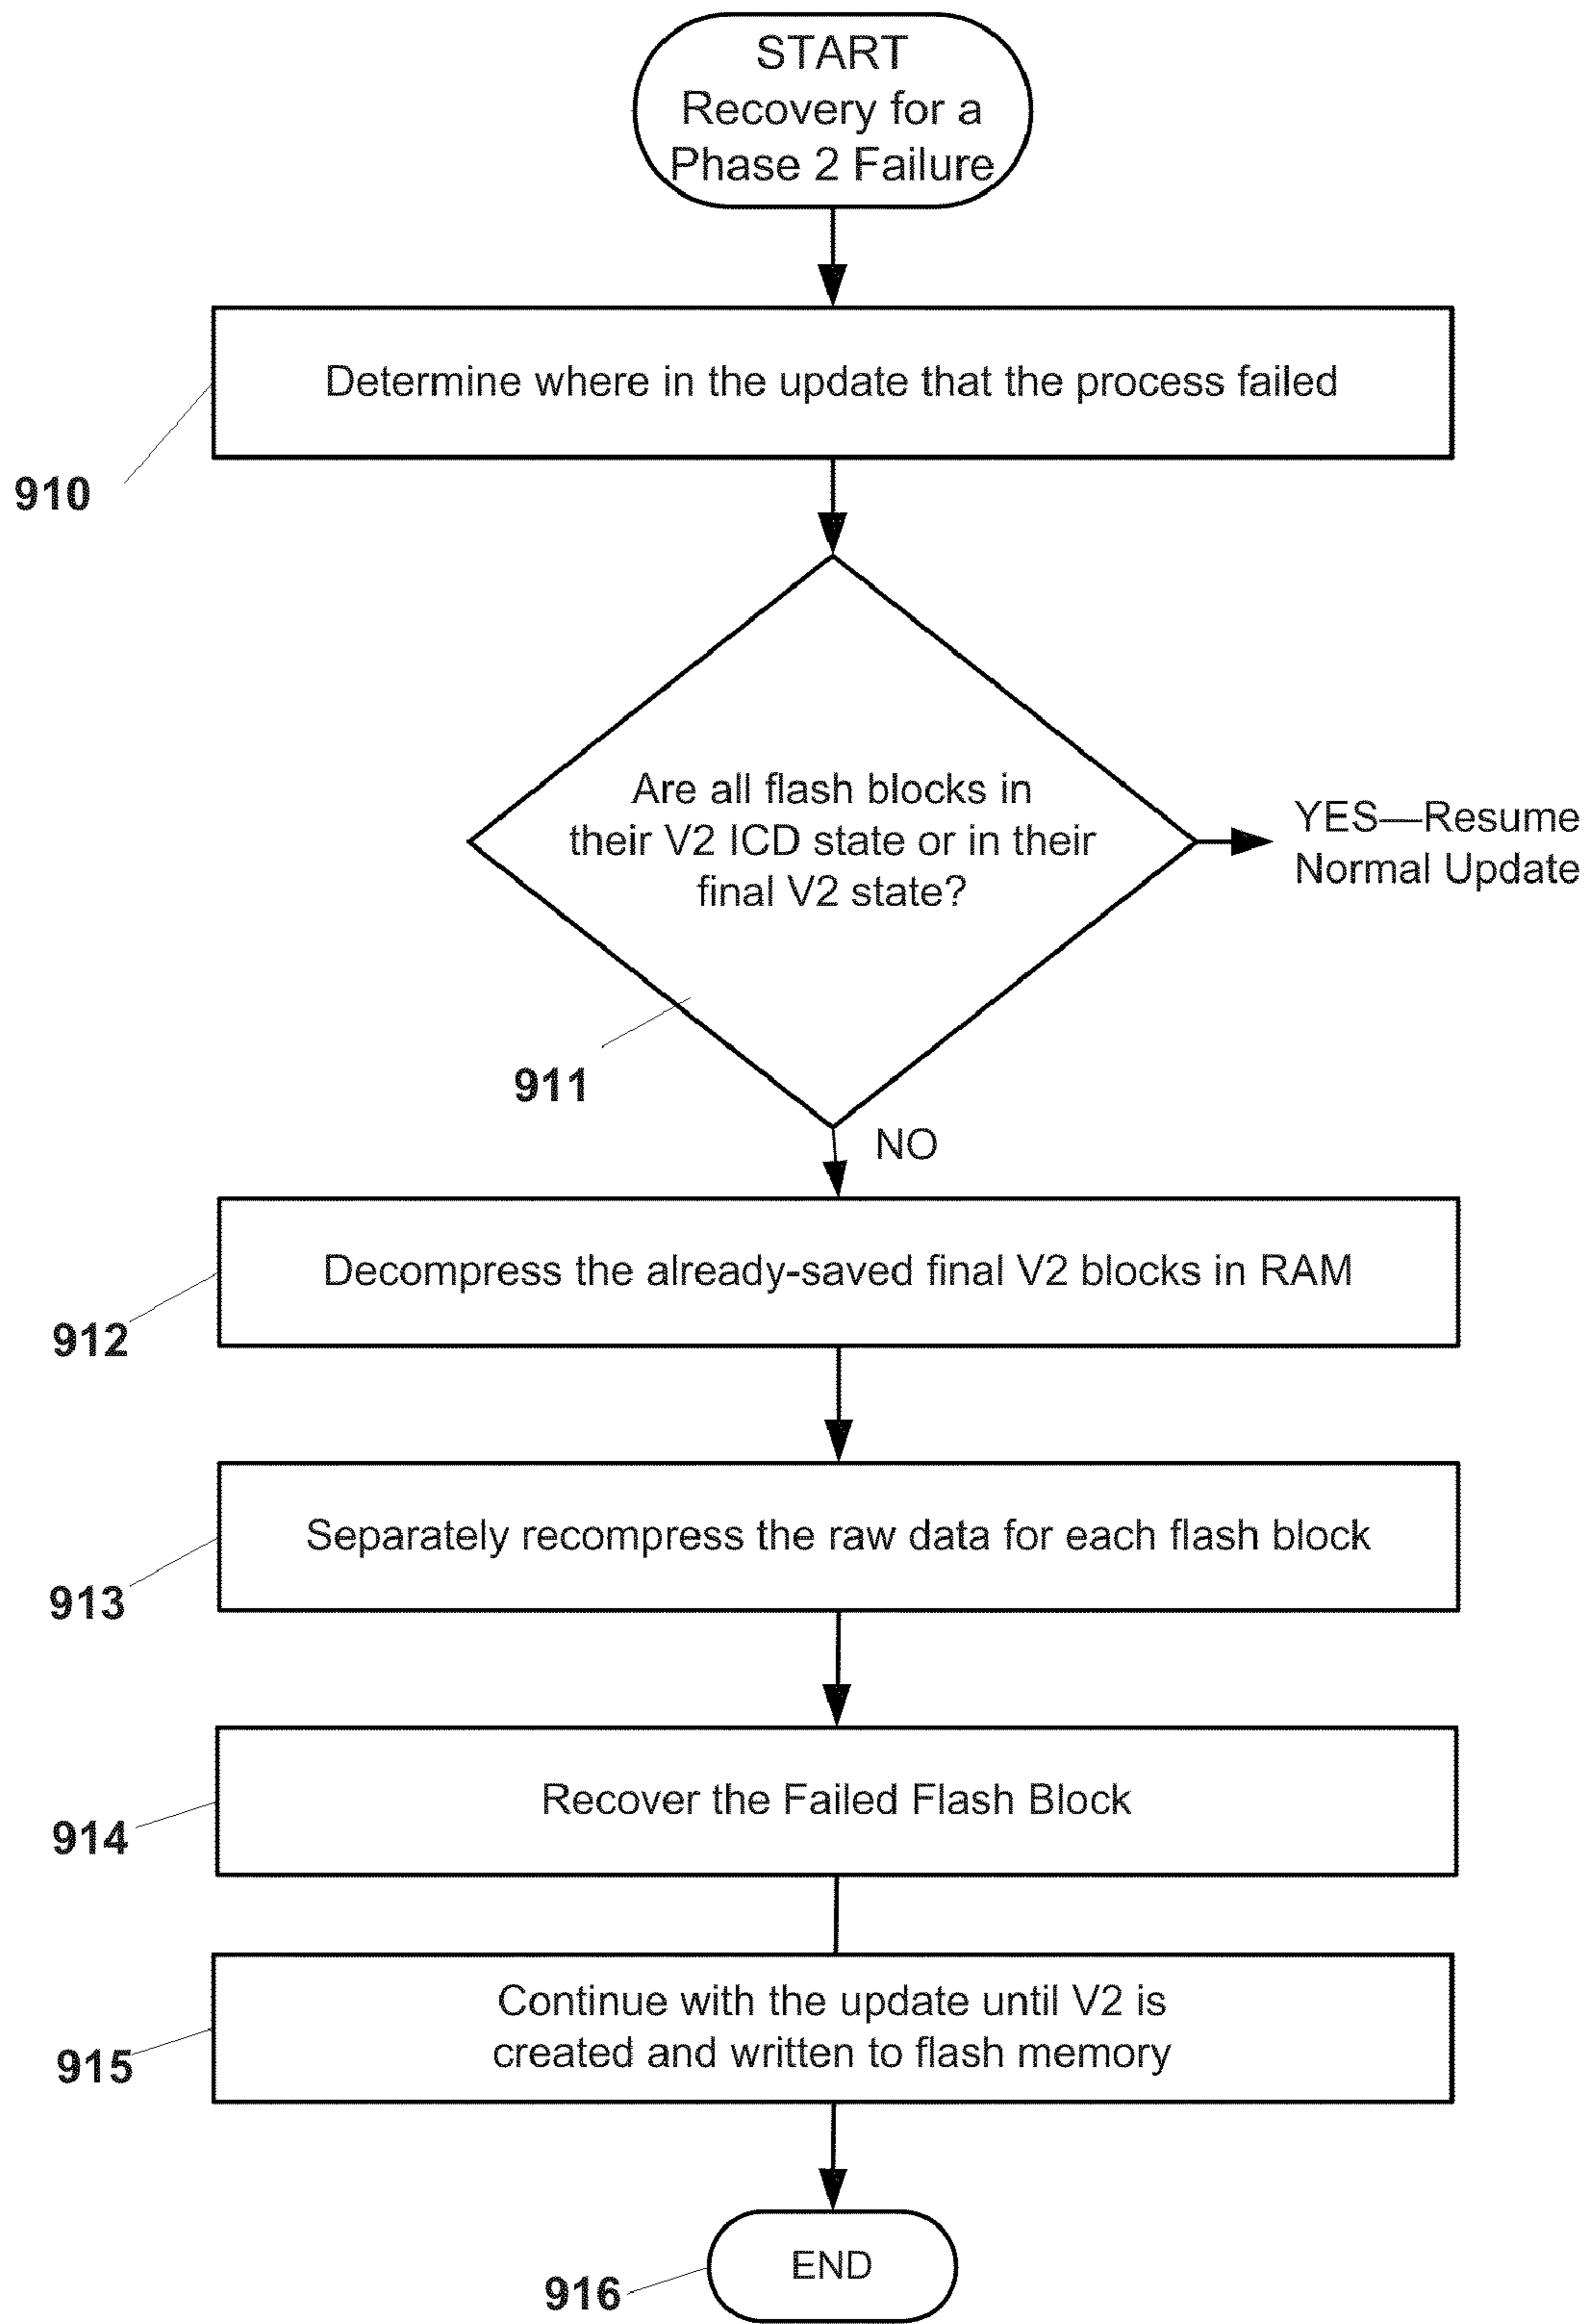 START
Recovery for a
Phase 2 Failure
Determine where in the update that the process failed
910
Are all flash blocks in
their V2 ICD state or in their
final V2 state?
YES—Resume
Normal Update
911
NO
Decompress the already-saved final V2 blocks in RAM
912
Separately recompress the raw data for each flash block
913
Recover the Failed Flash Block
914
Continue with the update until V2 is
created and written to flash memory
915
END
916